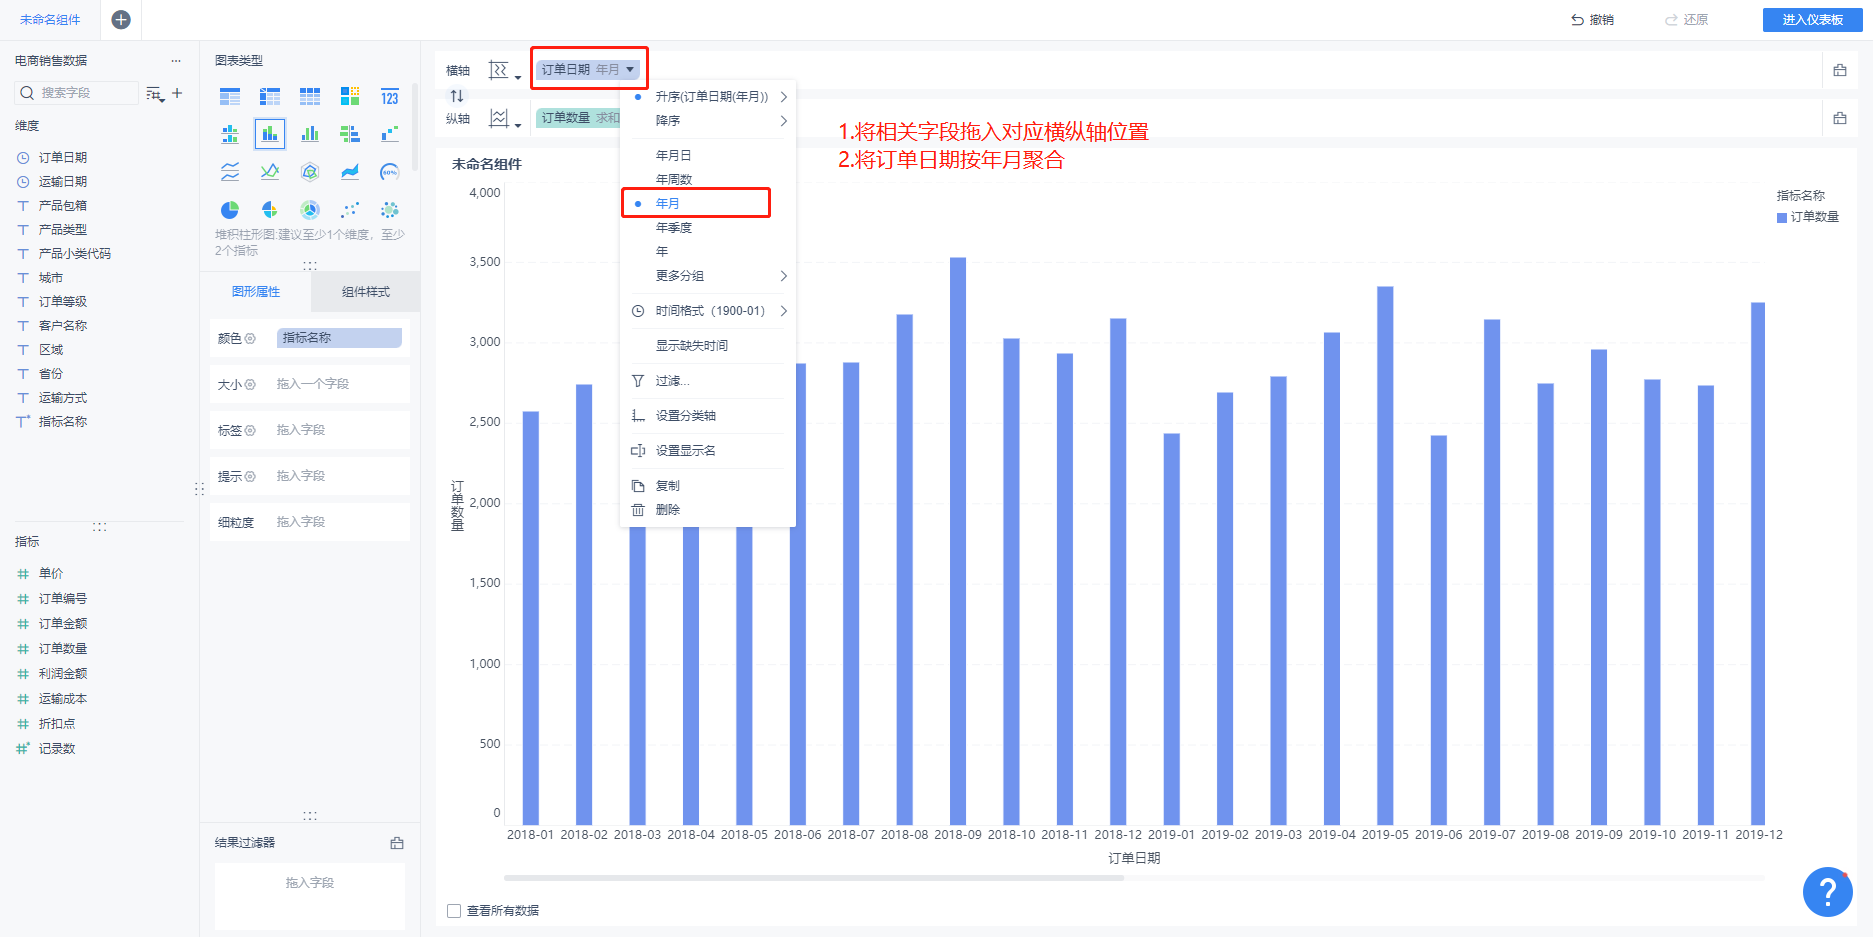 未命名组件
撤销
还原
进入仪表板
电商销售数据
搜索字段
维度
订单日期
运输日期
产品包箱
产品类型
产品小类代码
城市
订单等级
客户名称
区域
省份
运输方式
指标名称
指标
单价
订单编号
订单金额
订单数量
利润金额
运输成本
折扣点
记录数
图表类型
123
60%
堆积柱形图:建议至少1个维度，至少
2个指标
图形属性
组件样式
颜色
指标名称
大小
拖入一个字段
标签
拖入字段
提示
拖入字段
细粒度
拖入字段
结果过滤器
拖入字段
横轴
订单日期 年月
纵轴
订单数量 求和
升序(订单日期(年月))
降序
年月日
年周数
年月
年季度
年
更多分组
时间格式（1900-01）
显示缺失时间
过滤...
设置分类轴
设置显示名
复制
删除
1.将相关字段拖入对应横纵轴位置
2.将订单日期按年月聚合
未命名组件
指标名称
订单数量
4,000
3,500
3,000
2,500
2,000
1,500
1,000
500
0
订单数量
2018-01 2018-02 2018-03 2018-04 2018-05 2018-06 2018-07 2018-08 2018-09 2018-10 2018-11 2018-12 2019-01 2019-02 2019-03 2019-04 2019-05 2019-06 2019-07 2019-08 2019-09 2019-10 2019-11 2019-12
订单日期
查看所有数据
?